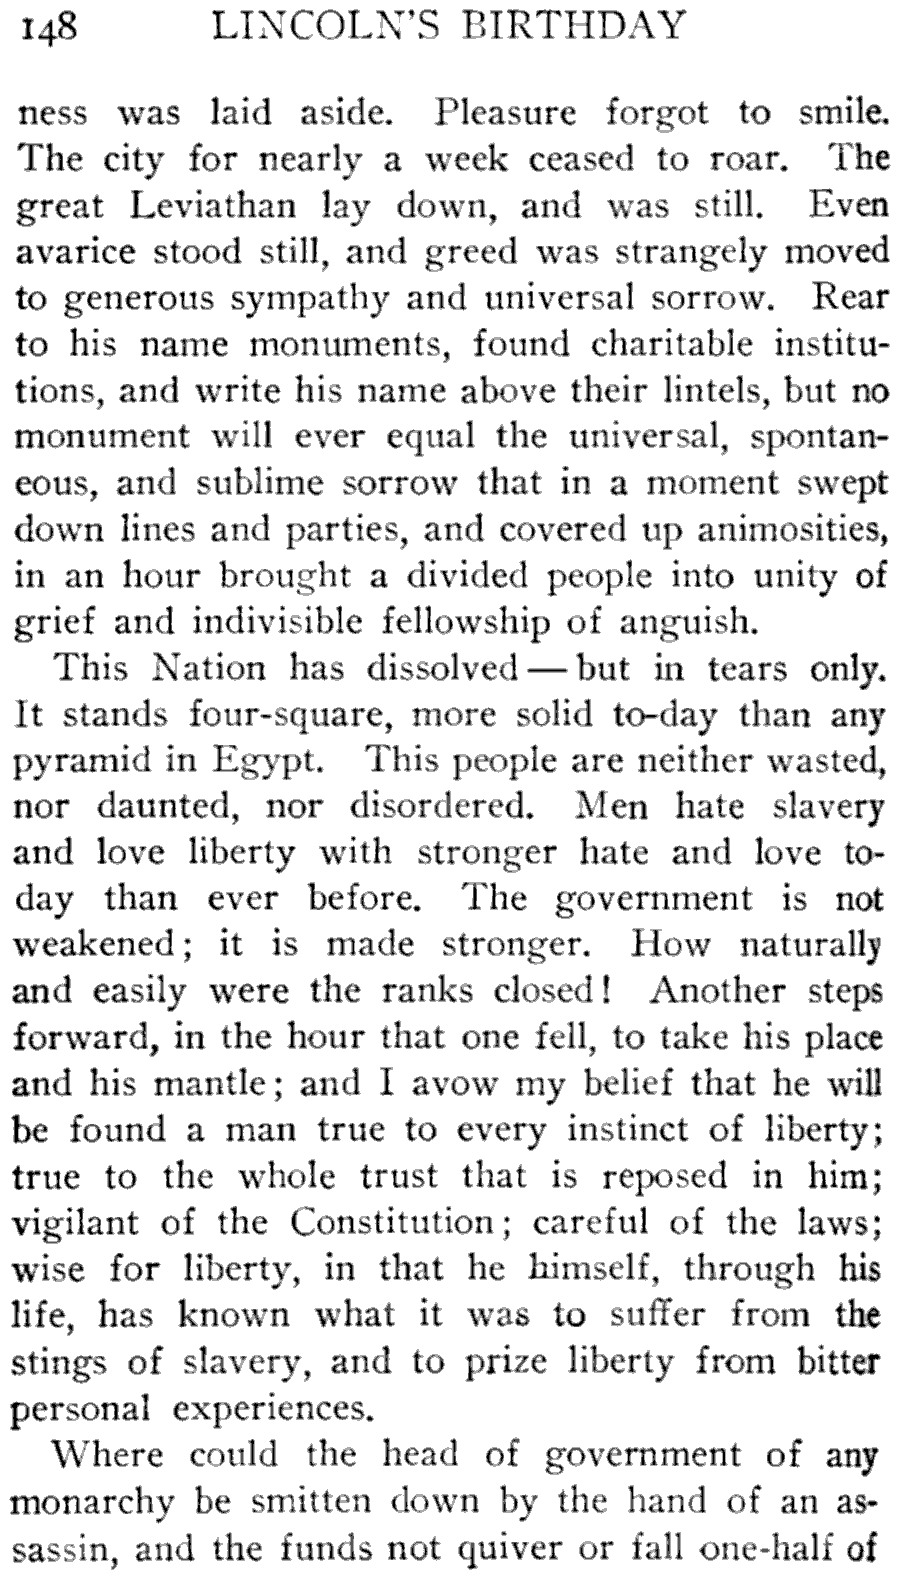 148 LINCOLN'S BIRTHDAY
ness was laid aside. Pleasure forgot to smile.
The city for nearly a week ceased to roar. The
great Leviathan lay down, and was still. Even
avarice stood still, and greed was strangely moved
to generous sympathy and universal sorrow. Rear
to his name monuments, found charitable institu-
tions, and write his name above their lintels, but no
monument will ever equal the universal, spontan-
eous, and sublime sorrow that in a moment swept
down lines and parties, and covered up animosities,
in an hour brought a divided people into unity of
grief and indivisible fellowship of anguish.
This Nation has dissolved — but in tears only.
It stands four-square, more solid to-day than any
pyramid in Egypt. This people are neither wasted,
nor daunted, nor disordered. Men hate slavery
and love liberty with stronger hate and love to-
day than ever before. The government is not
weakened; it is made stronger. How naturally
and easily were the ranks closed! Another steps
forward, in the hour that one fell, to take his place
and his mantle; and I avow my belief that he will
be found a man true to every instinct of liberty;
true to the whole trust that is reposed in him;
vigilant of the Constitution; careful of the laws;
wise for liberty, in that he himself, through his
life, has known what it was to suffer from the
stings of slavery, and to prize liberty from bitter
personal experiences.
Where could the head of government of any
monarchy be smitten down by the hand of an as-
sassin, and the funds not quiver or fall one-half of